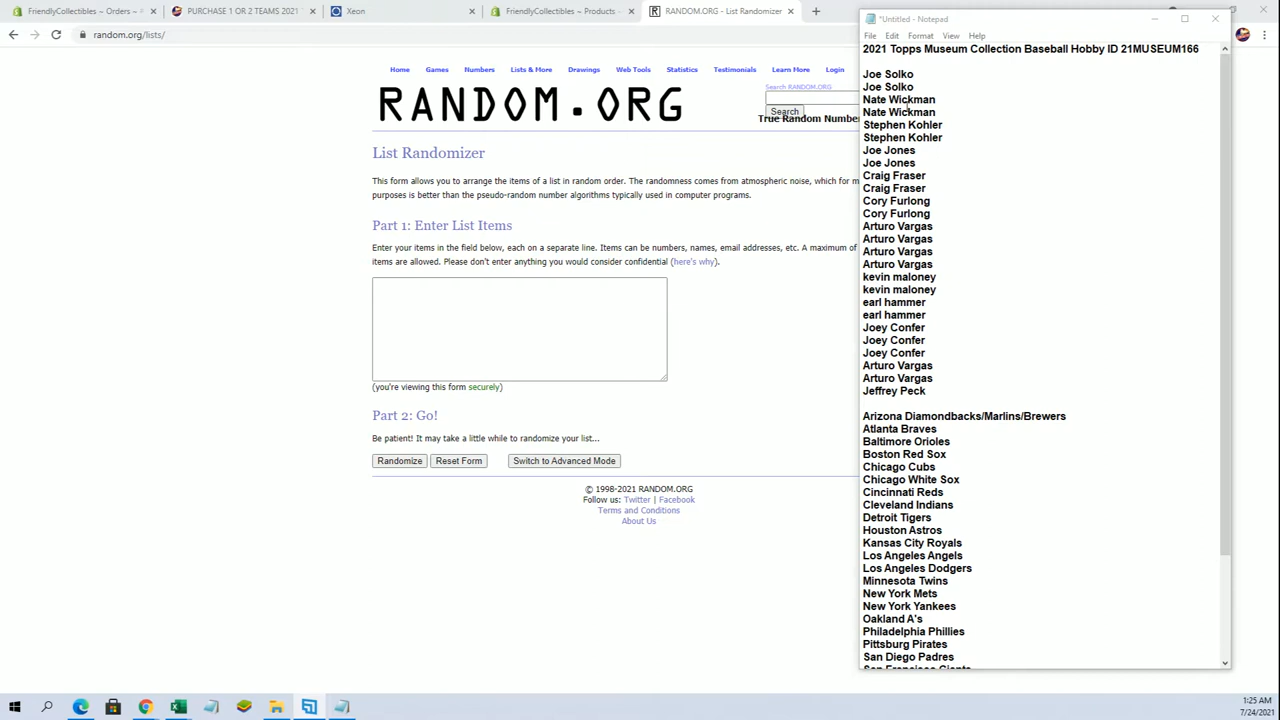 FriendlyCollectibles ~ Orders ~
PURCHASE 1 OR 2 TEAMS 2021
Xeon
FriendlyCollectibles ~ Products ~
RANDOM.ORG - List Randomizer
random.org/lists/
Home Games Numbers Lists & More Drawings Web Tools Statistics Testimonials Learn More Login
RANDOM.ORG
Search RANDOM.ORG
Search
True Random Number
List Randomizer
This form allows you to arrange the items of a list in random order. The randomness comes from atmospheric noise, which for m
purposes is better than the pseudo-random number algorithms typically used in computer programs.
Part 1: Enter List Items
Enter your items in the field below, each on a separate line. Items can be numbers, names, email addresses, etc. A maximum of
items are allowed. Please don't enter anything you would consider confidential (here's why).
(you're viewing this form securely)
Part 2: Go!
Be patient! It may take a little while to randomize your list...
Randomize Reset Form Switch to Advanced Mode
© 1998-2021 RANDOM.ORG
Follow us: Twitter | Facebook
Terms and Conditions
About Us
*Untitled - Notepad
File Edit Format View Help
2021 Topps Museum Collection Baseball Hobby ID 21MUSEUM166
Joe Solko
Joe Solko
Nate Wickman
Nate Wickman
Stephen Kohler
Stephen Kohler
Joe Jones
Joe Jones
Craig Fraser
Craig Fraser
Cory Furlong
Cory Furlong
Arturo Vargas
Arturo Vargas
Arturo Vargas
Arturo Vargas
kevin maloney
kevin maloney
earl hammer
earl hammer
Joey Confer
Joey Confer
Joey Confer
Arturo Vargas
Arturo Vargas
Jeffrey Peck
Arizona Diamondbacks/Marlins/Brewers
Atlanta Braves
Baltimore Orioles
Boston Red Sox
Chicago Cubs
Chicago White Sox
Cincinnati Reds
Cleveland Indians
Detroit Tigers
Houston Astros
Kansas City Royals
Los Angeles Angels
Los Angeles Dodgers
Minnesota Twins
New York Mets
New York Yankees
Oakland A's
Philadelphia Phillies
Pittsburg Pirates
San Diego Padres
San Francisco Giants
1:25 AM
7/24/2021